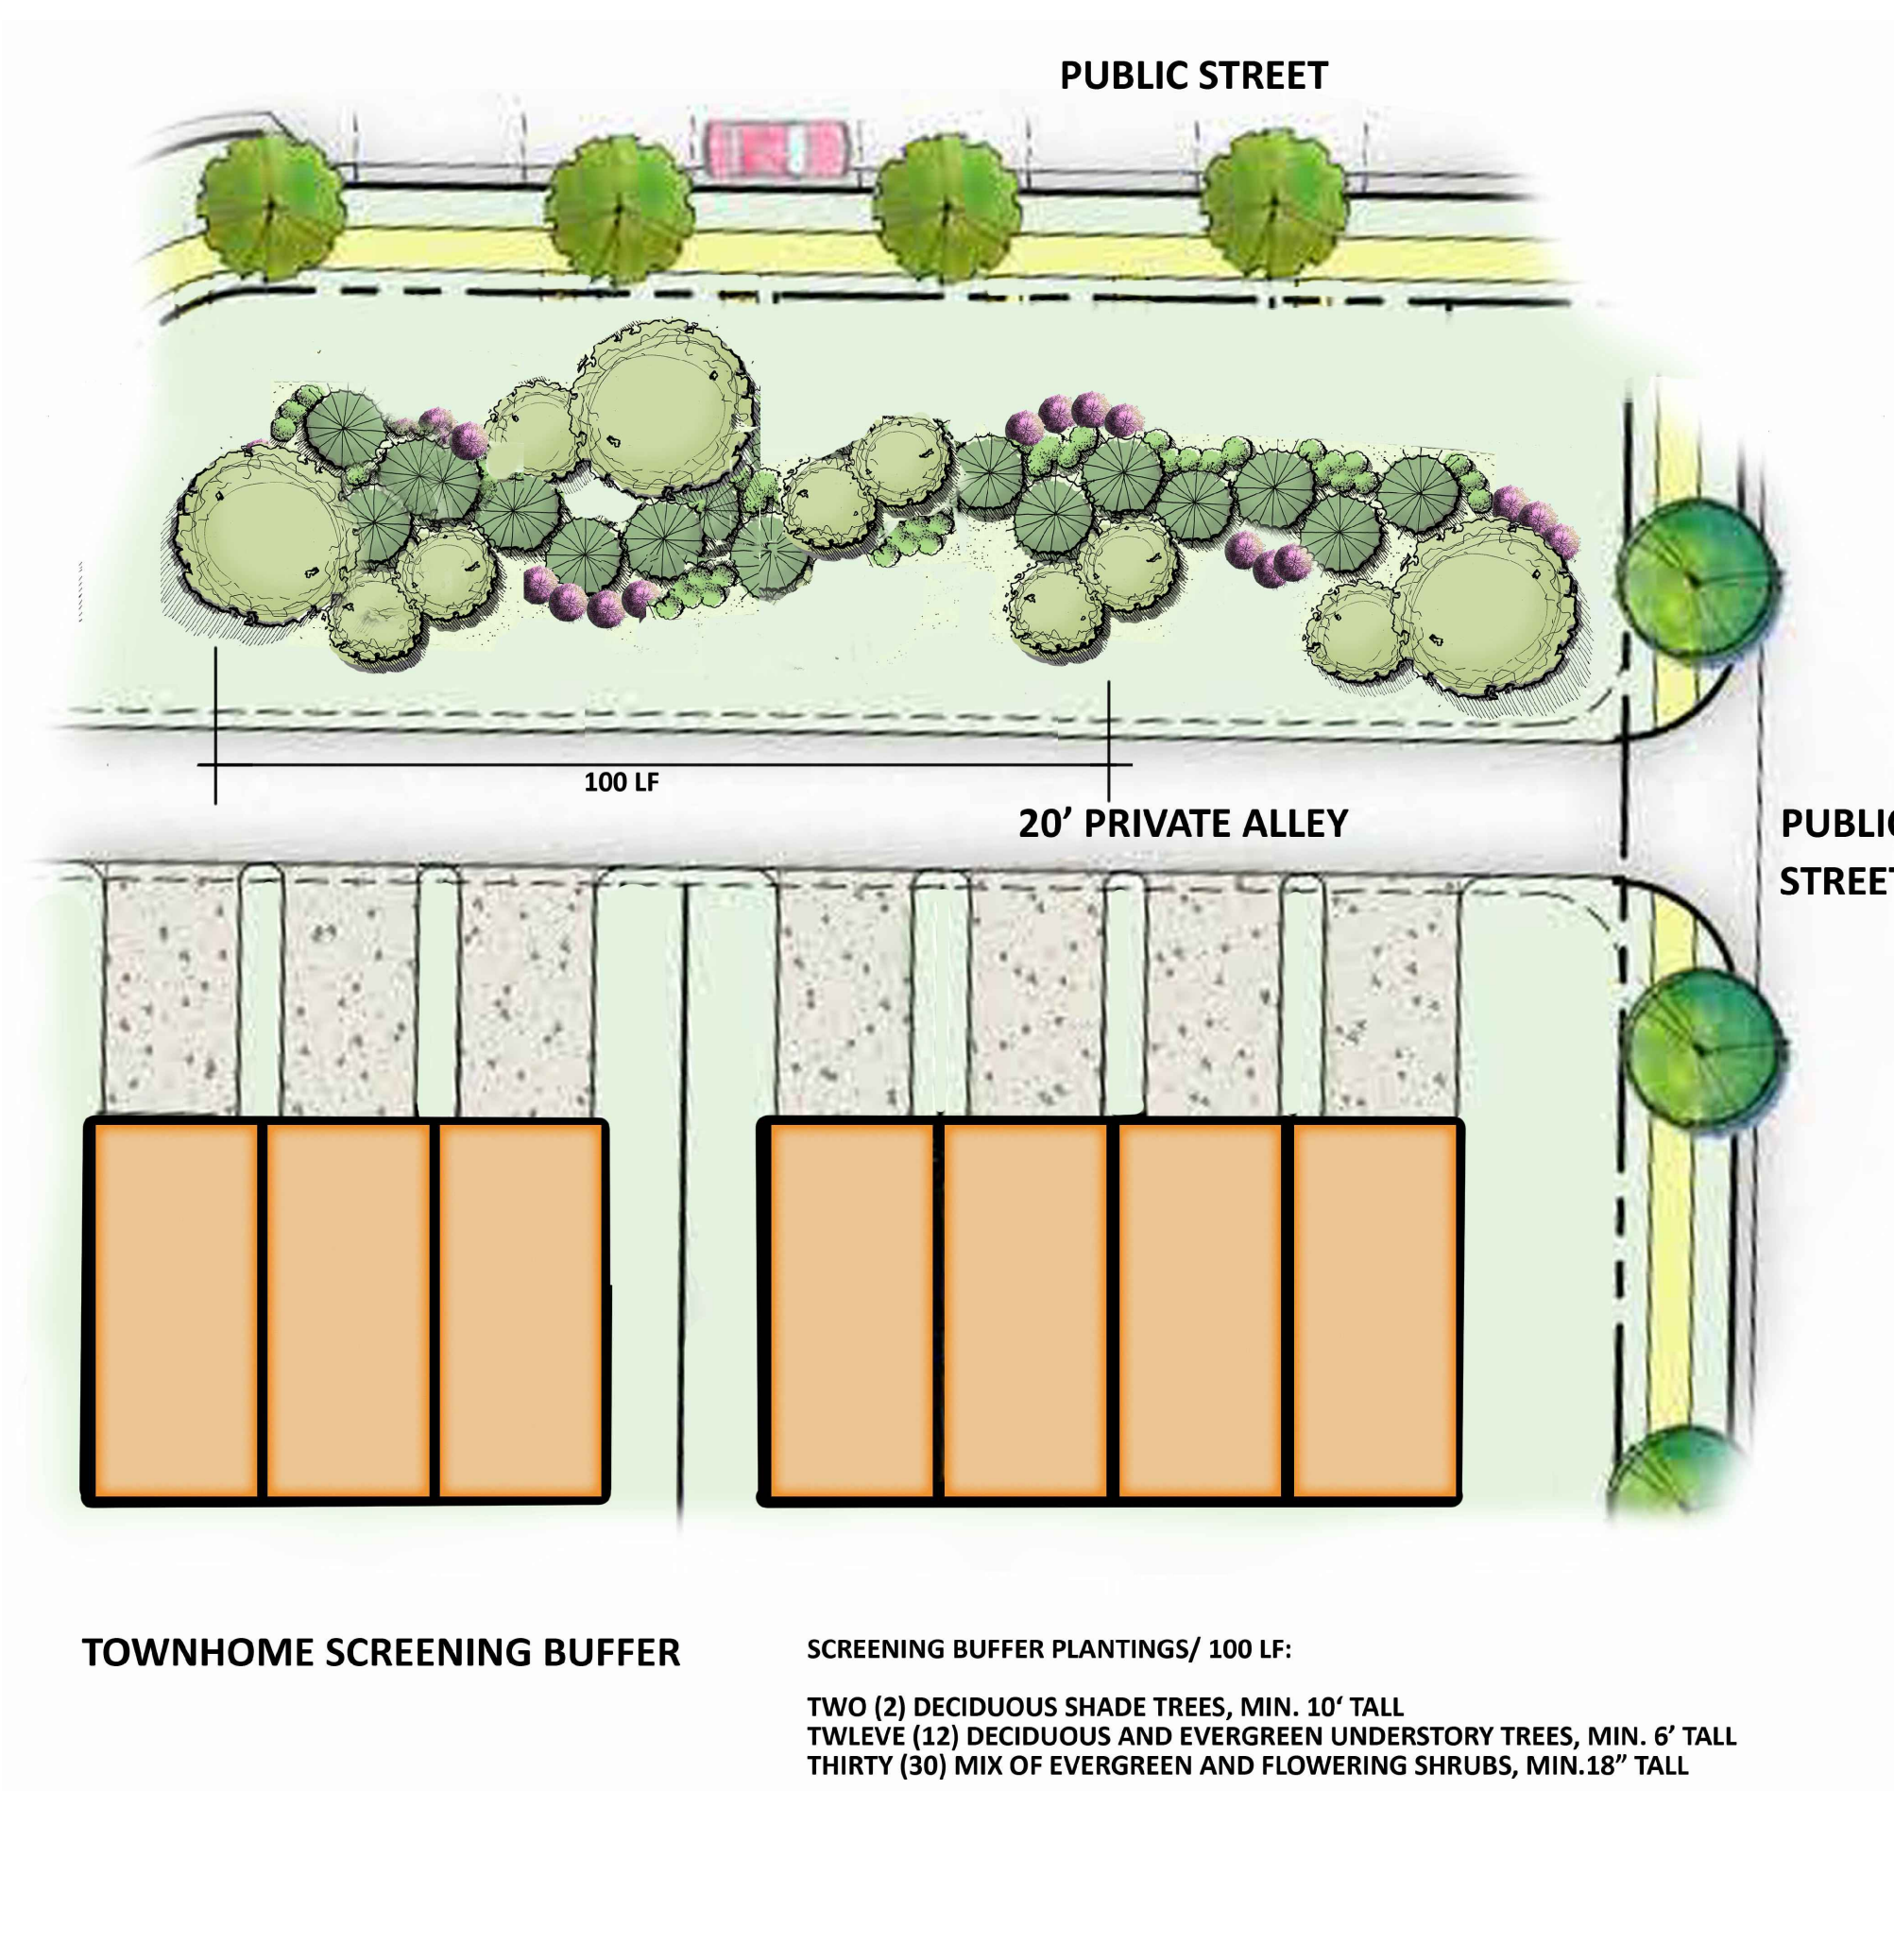 PUBLIC STREET
100 LF
20’ PRIVATE ALLEY
PUBLIC
STREET
TOWNHOME SCREENING BUFFER
SCREENING BUFFER PLANTINGS/ 100 LF:
TWO (2) DECIDUOUS SHADE TREES, MIN. 10‘ TALL
TWLEVE (12) DECIDUOUS AND EVERGREEN UNDERSTORY TREES, MIN. 6’ TALL
THIRTY (30) MIX OF EVERGREEN AND FLOWERING SHRUBS, MIN.18” TALL